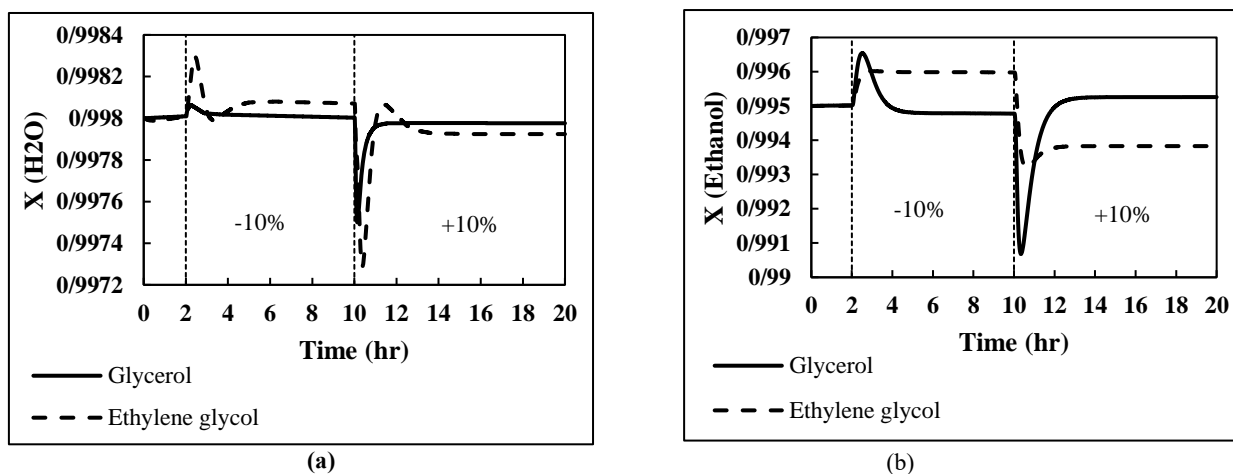 0/9984
0/9982
0/998
0/9978
0/9976
0/9974
0/9972
X (H2O)
-10%
+10%
0 2 4 6 8 10 12 14 16 18 20
Time (hr)
Glycerol
Ethylene glycol
(a)
0/997
0/996
0/995
0/994
0/993
0/992
0/991
0/99
X (Ethanol)
-10%
+10%
0 2 4 6 8 10 12 14 16 18 20
Time (hr)
Glycerol
Ethylene glycol
(b)